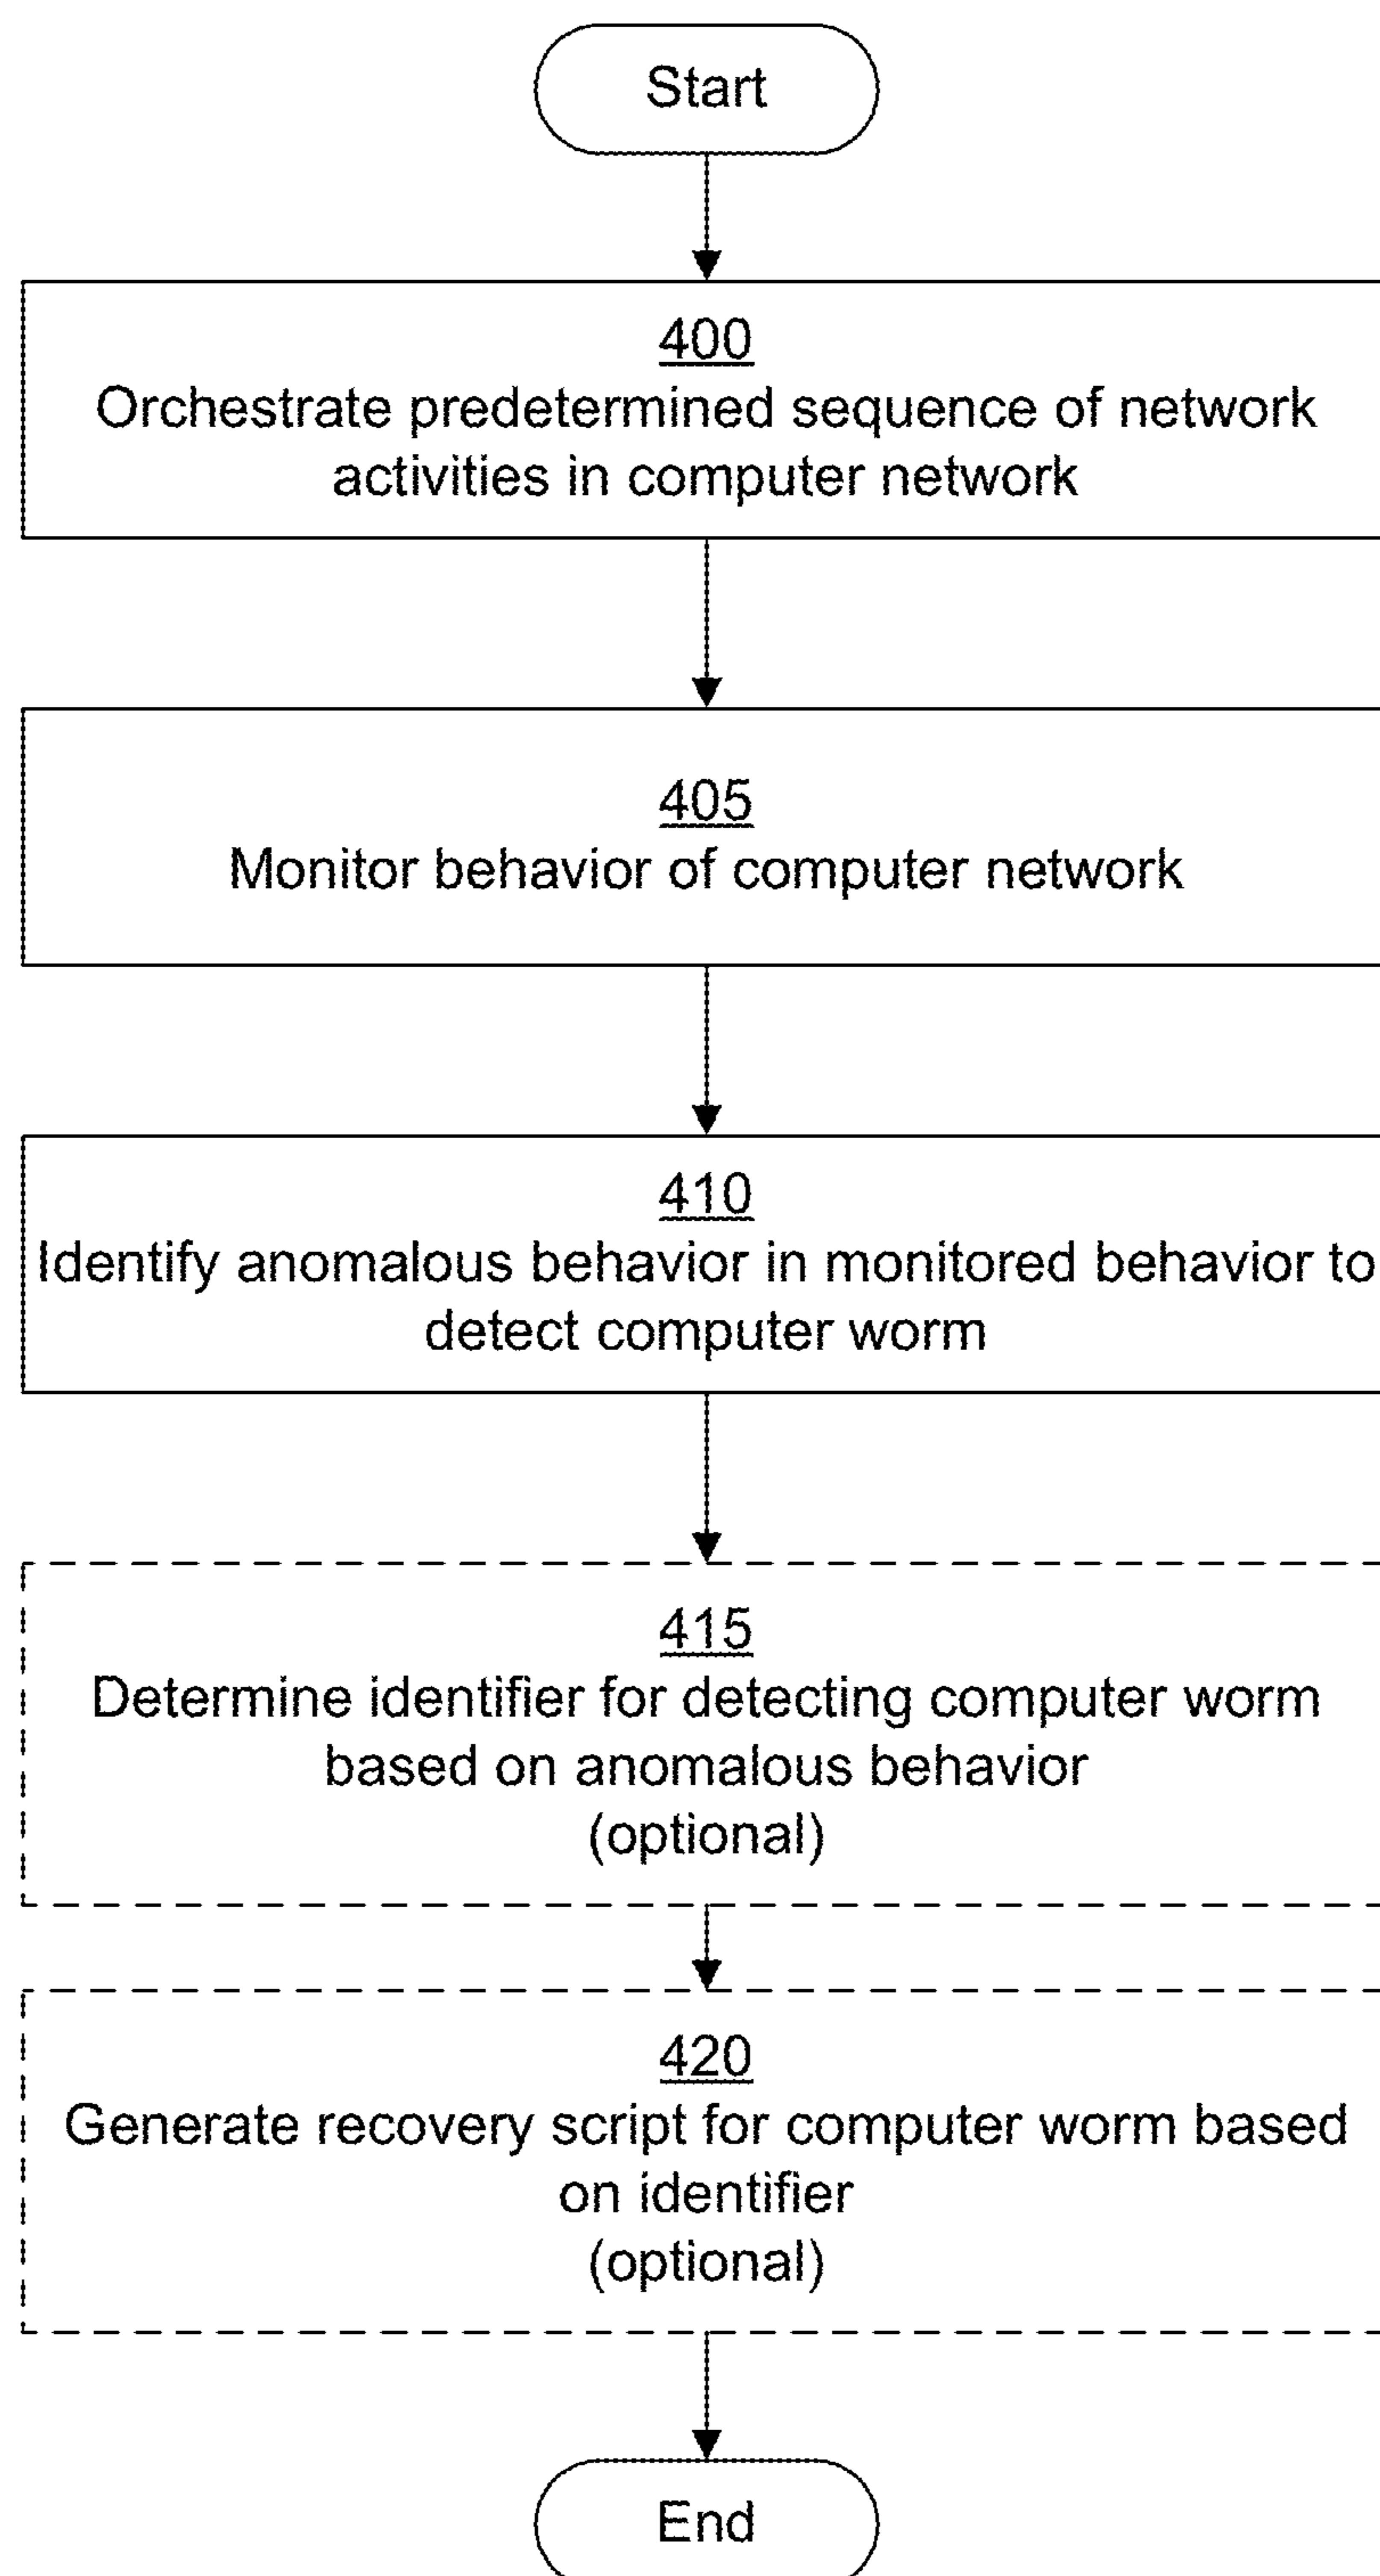 Start
400
Orchestrate predetermined sequence of network
activities in computer network
405
Monitor behavior of computer network
410
Identify anomalous behavior in monitored behavior to
detect computer worm
415
Determine identifier for detecting computer worm
based on anomalous behavior
(optional)
420
Generate recovery script for computer worm based
on identifier
(optional)
End